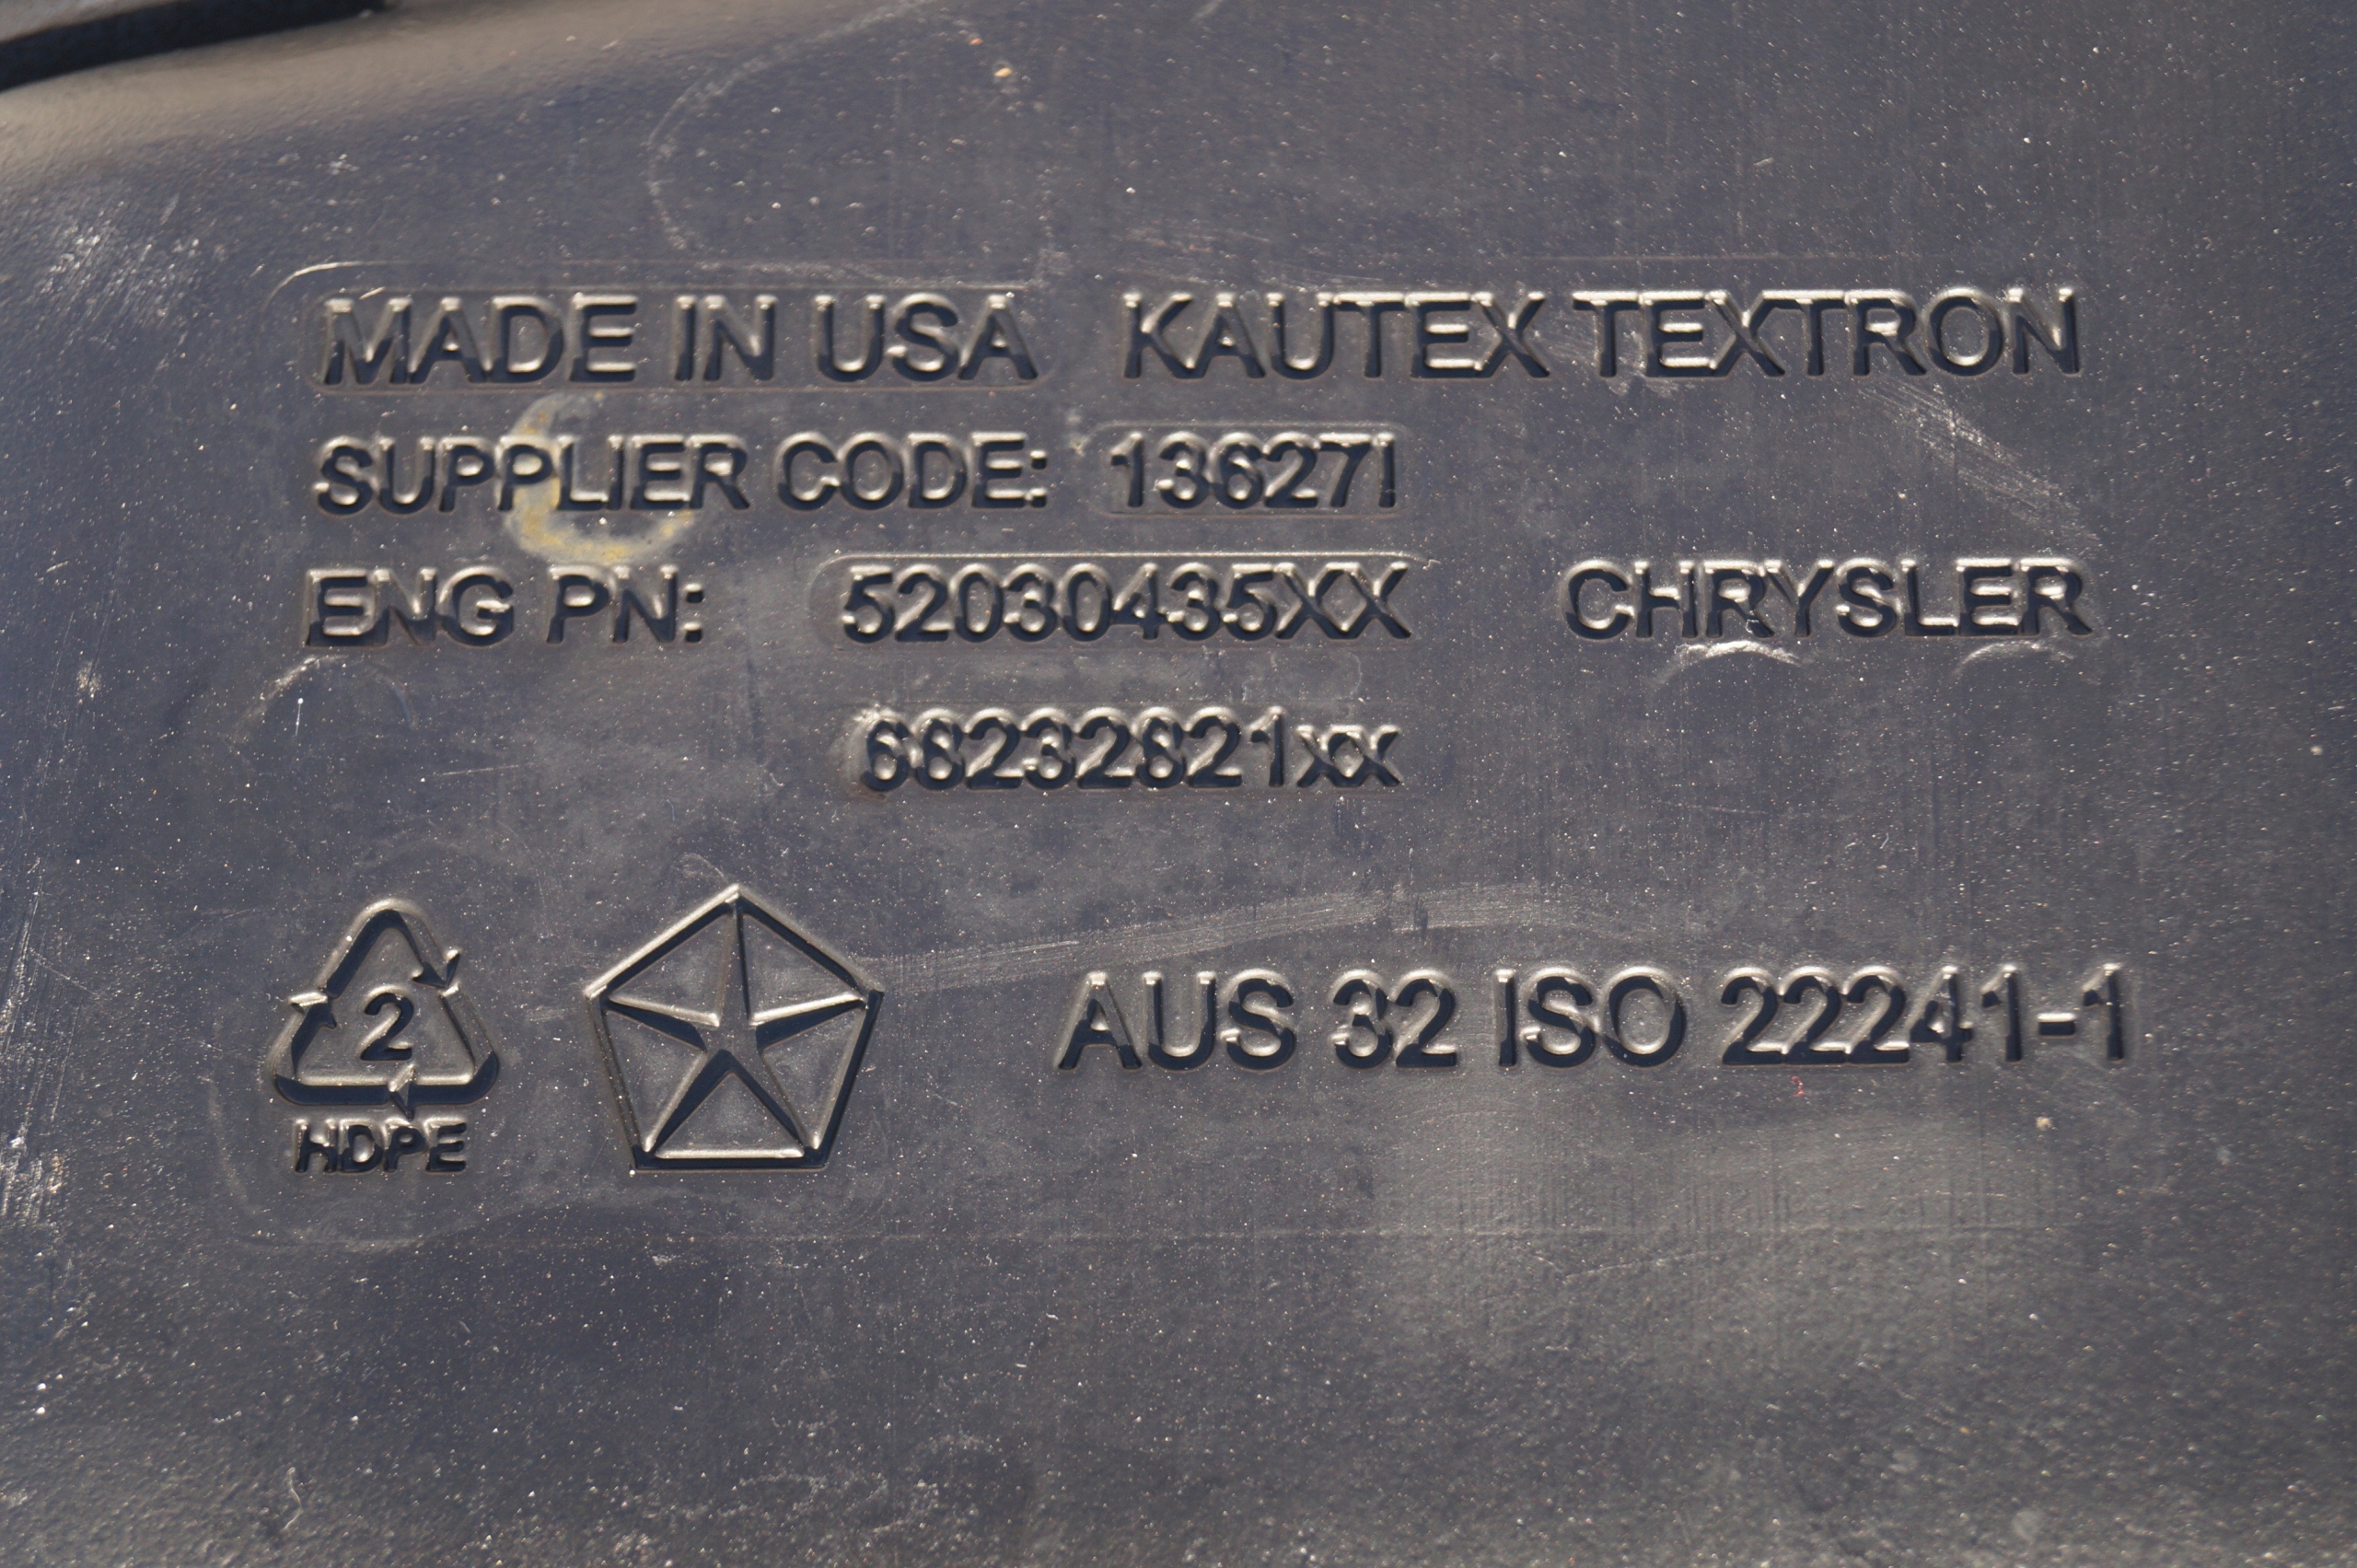 MADE IN USA KAUTEX TEXTRON
SUPPLIER CODE: 13627I
ENG PN: 52030435XX CHRYSLER
68232821xx
2
HDPE
AUS 32 ISO 22241-1